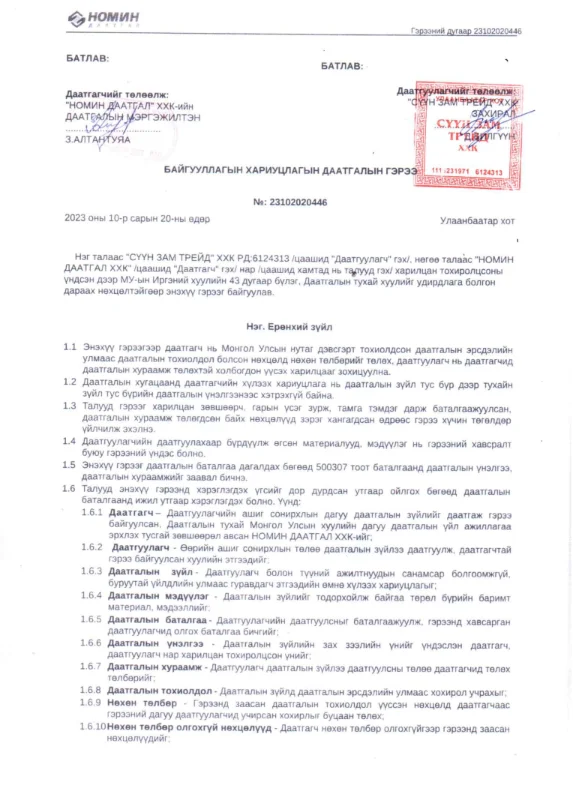 НОМИН
ДААТГАЛ
Гэрээний дугаар 23102020446
БАТЛАВ:
БАТЛАВ:
Даатгагчийг төлөөлж:
"НОМИН ДААТГАЛ" ХХК-ийн
ДААТГАЛЫН МЭРГЭЖИЛТЭН
З.АЛТАНТУЯА
Даатгуулагчийг төлөөлж:
"СҮҮН ЗАМ ТРЕЙД" ХХК
ЗАХИРАЛ
СҮҮН ЗАМ
ТРЕЙД
ХХК
6124313
БАЙГУУЛЛАГЫН ХАРИУЦЛАГЫН ДААТГАЛЫН ГЭРЭЭ
№: 23102020446
2023 оны 10-р сарын 20-ны өдөр
Улаанбаатар хот
Нэг талаас "СҮҮН ЗАМ ТРЕЙД" ХХК РД:6124313 /цаашид "Даатгуулагч" гэх/, нөгөө талаас "НОМИН
ДААТГАЛ ХХК" /цаашид "Даатгагч" гэх/ нар /цаашид хамтад нь талууд гэх/ харилцан тохиролцсоны
үндсэн дээр МУ-ын Иргэний хуулийн 43 дугаар бүлэг, Даатгалын тухай хуулийг удирдлага болгон
дараах нөхцөлтэйгөөр энэхүү гэрээг байгуулав.
Нэг. Ерөнхий зүйл
1.1 Энэхүү гэрээгээр даатгагч нь Монгол Улсын нутаг дэвсгэрт тохиолдсон даатгалын эрсдэлийн
улмаас даатгалын тохиолдол болсон нөхцөлд нөхөн төлбөрийг төлөх, даатгуулагч нь даатгагчид
даатгалын хураамж төлөхтэй холбогдон үүсэх харилцааг зохицуулна.
1.2 Даатгалын хугацаанд даатгагчийн хүлээх хариуцлага нь даатгалын зүйл тус бүр дээр тухайн
зүйл тус бүрийн даатгалын үнэлгээнээс хэтрэхгүй байна.
1.3 Талууд гэрээг харилцан зөвшөөрч, гарын үсэг зурж, тамга тэмдэг дарж баталгаажуулсан,
даатгалын хураамж төлөгдсөн байх нөхцөлүүд зэрэг хангагдсан өдрөөс гэрээ хүчин төгөлдөр
үйлчилж эхэлнэ.
1.4 Даатгуулагчийн даатгуулахаар бүрдүүлж өгсөн материалууд, мэдүүлэг нь гэрээний хавсралт
буюу гэрээний үндэс болно.
1.5 Энэхүү гэрээг даатгалын баталгаа дагалдах бөгөөд 500307 тоот баталгаанд даатгалын үнэлгээ,
даатгалын хураамжийг заавал бичнэ.
1.6 Талууд энэхүү гэрээнд хэрэглэгдэх үгсийг дор дурдсан утгаар ойлгох бөгөөд даатгалын
баталгаанд ижил утгаар хэрэглэгдэх болно. Үүнд:
1.6.1 Даатгагч – Даатгуулагчийн ашиг сонирхлын дагуу даатгалын зүйлийг даатгаж гэрээ
байгуулсан, Даатгалын тухай Монгол Улсын хуулийн дагуу даатгалын үйл ажиллагаа
эрхлэх тусгай зөвшөөрөл авсан НОМИН ДААТГАЛ ХХК-ийг;
1.6.2 Даатгуулагч - Өөрийн ашиг сонирхлын төлөө даатгалын зүйлээ даатгуулж, даатгагчтай
гэрээ байгуулсан хуулийн этгээдийг;
1.6.3 Даатгалын зүйл - Даатгуулагч болон түүний ажилтнуудын санамсар болгоомжгүй,
буруутай үйлдлийн улмаас гуравдагч этгээдийн өмнө хүлээх хариуцлагыг;
1.6.4 Даатгалын мэдүүлэг - Даатгалын зүйлийг тодорхойлж байгаа төрөл бүрийн баримт
материал, мэдээллийг;
1.6.5 Даатгалын баталгаа - Даатгуулагчийн даатгуулсныг баталгаажуулж, гэрээнд хавсарган
даатгуулагчид олгох баталгаа бичгийг;
1.6.6 Даатгалын үнэлгээ - Даатгалын зүйлийн зах зээлийн үнийг үндэслэн даатгагч,
даатгуулагч нар харилцан тохиролцсон үнийг;
1.6.7 Даатгалын хураамж - Даатгуулагч даатгалын зүйлээ даатгуулсны төлөө даатгагчид төлөх
төлбөрийг;
1.6.8 Даатгалын тохиолдол - Даатгалын зүйлд даатгалын эрсдэлийн улмаас хохирол учрахыг;
1.6.9 Нөхөн төлбөр - Гэрээнд заасан даатгалын тохиолдол үүссэн нөхцөлд даатгагчаас
гэрээний дагуу даатгуулагчид учирсан хохирлыг буцаан төлөх;
1.6.10 Нөхөн төлбөр олгохгүй нөхцөлүүд - Даатгагч нөхөн төлбөр олгохгүйгээр гэрээнд заасан
нөхцөлүүдийг;